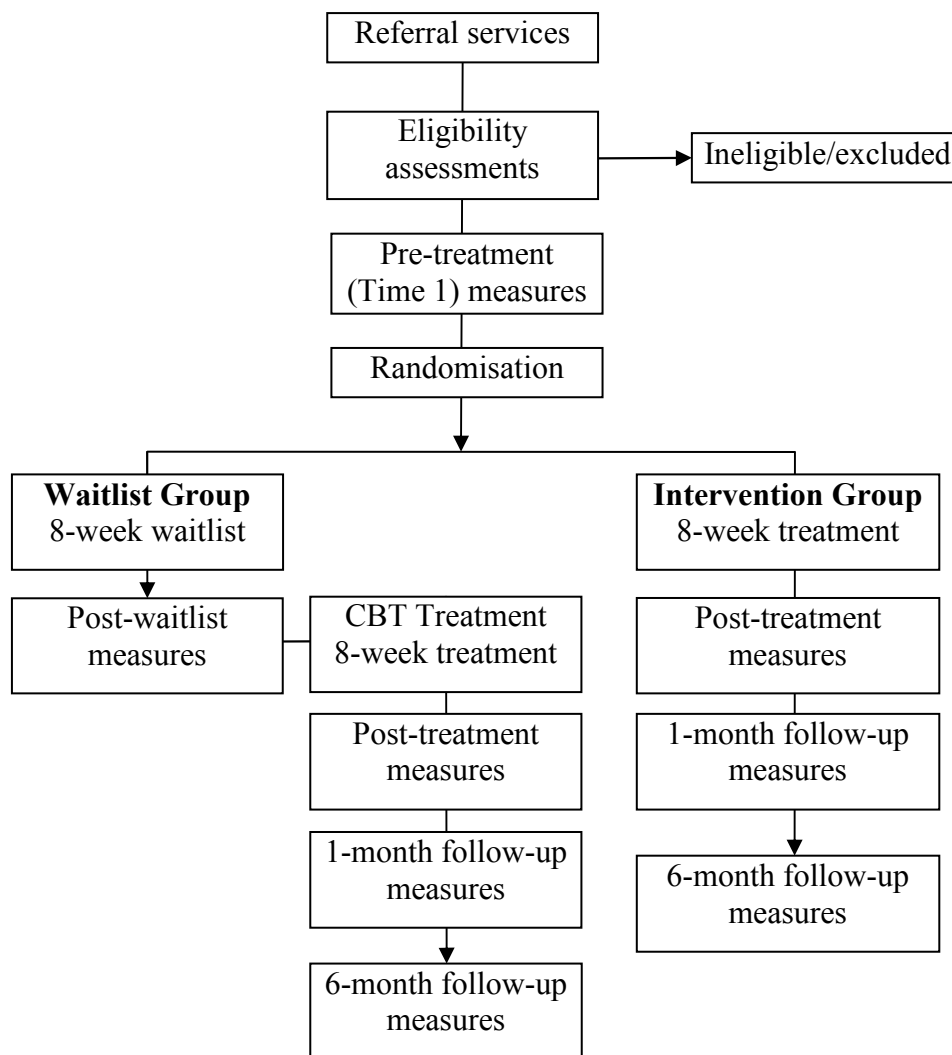 Referral services
Eligibility
assessments
Ineligible/excluded
Pre-treatment
(Time 1) measures
Randomisation
Waitlist Group
8-week waitlist
Intervention Group
8-week treatment
Post-waitlist
measures
CBT Treatment
8-week treatment
Post-treatment
measures
Post-treatment
measures
1-month follow-up
measures
1-month follow-up
measures
6-month follow-up
measures
6-month follow-up
measures